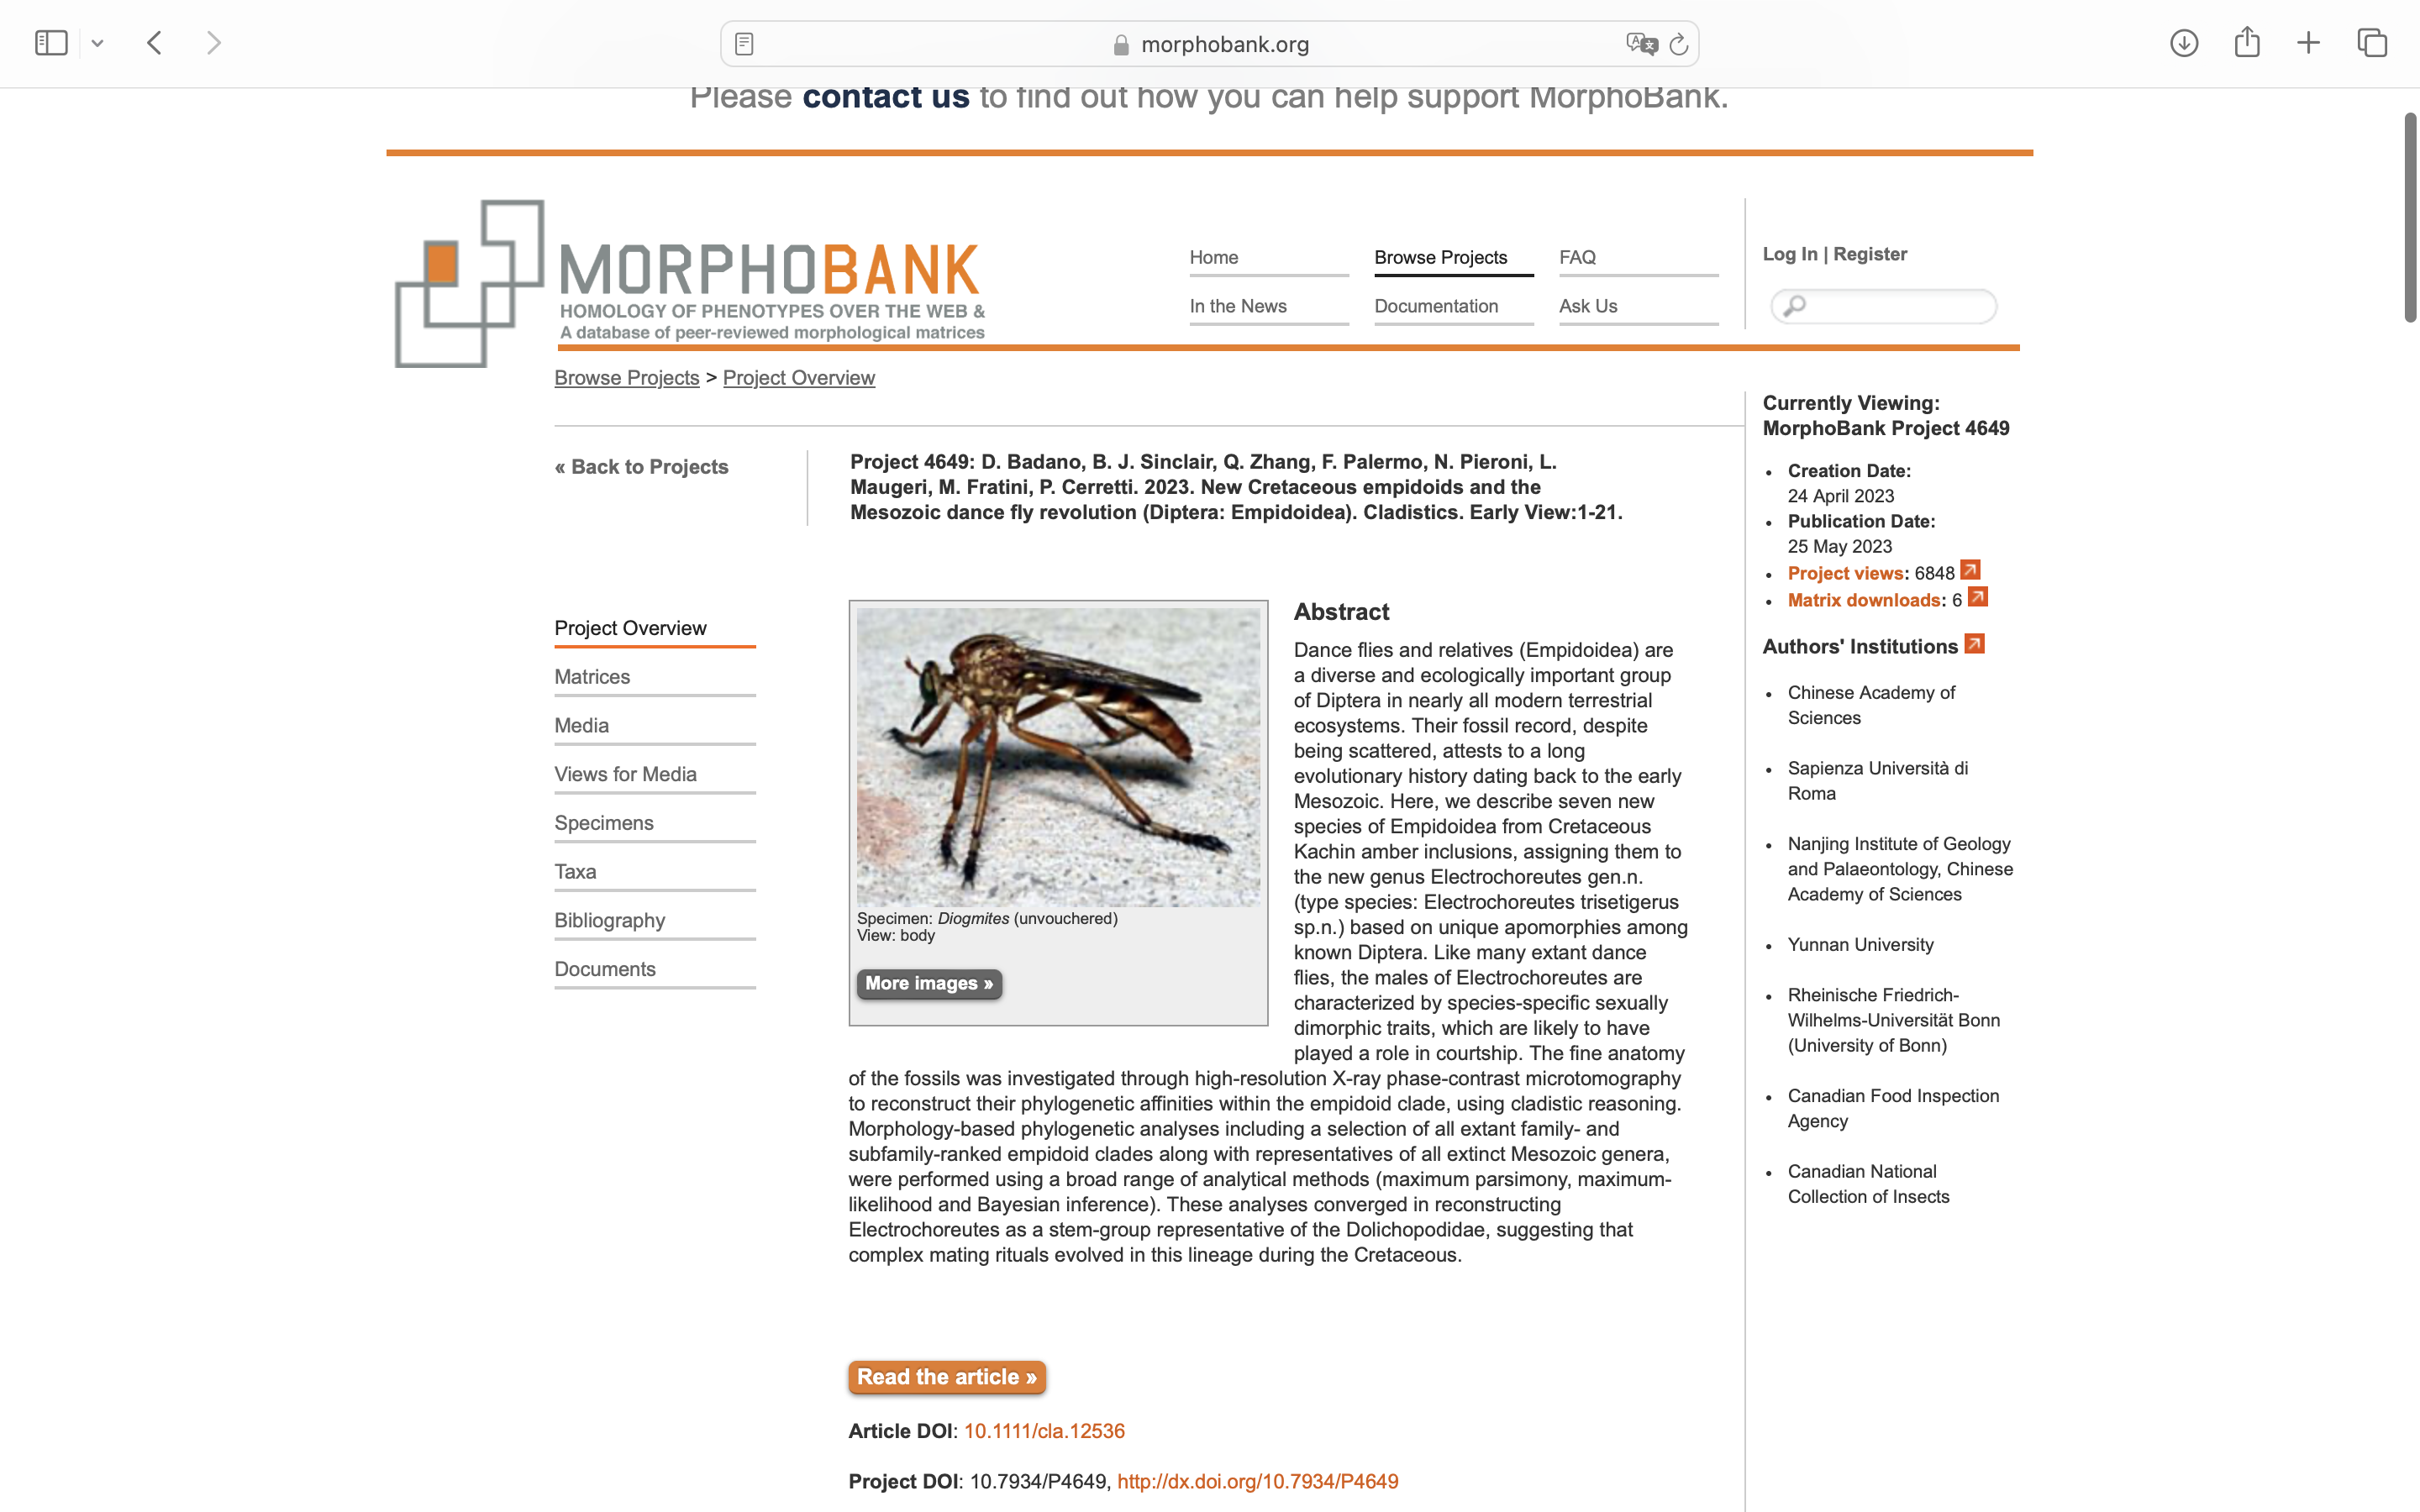 morphobank.org
Please contact us to find out how you can help support MorphoBank.
MORPHOBANK
HOMOLOGY OF PHENOTYPES OVER THE WEB &
A database of peer-reviewed morphological matrices
Home
Browse Projects
FAQ
In the News
Documentation
Ask Us
Log In | Register
Browse Projects > Project Overview
« Back to Projects
Project 4649: D. Badano, B. J. Sinclair, Q. Zhang, F. Palermo, N. Pieroni, L.
Maugeri, M. Fratini, P. Cerretti. 2023. New Cretaceous empidoids and the
Mesozoic dance fly revolution (Diptera: Empidoidea). Cladistics. Early View:1-21.
Project Overview
Matrices
Media
Views for Media
Specimens
Taxa
Bibliography
Documents
Specimen: Diogmites (unvouchered)
View: body
More images »
Abstract
Dance flies and relatives (Empidoidea) are
a diverse and ecologically important group
of Diptera in nearly all modern terrestrial
ecosystems. Their fossil record, despite
being scattered, attests to a long
evolutionary history dating back to the early
Mesozoic. Here, we describe seven new
species of Empidoidea from Cretaceous
Kachin amber inclusions, assigning them to
the new genus Electrochoreutes gen.n.
(type species: Electrochoreutes trisetigerus
sp.n.) based on unique apomorphies among
known Diptera. Like many extant dance
flies, the males of Electrochoreutes are
characterized by species-specific sexually
dimorphic traits, which are likely to have
played a role in courtship. The fine anatomy
of the fossils was investigated through high-resolution X-ray phase-contrast microtomography
to reconstruct their phylogenetic affinities within the empidoid clade, using cladistic reasoning.
Morphology-based phylogenetic analyses including a selection of all extant family- and
subfamily-ranked empidoid clades along with representatives of all extinct Mesozoic genera,
were performed using a broad range of analytical methods (maximum parsimony, maximum-
likelihood and Bayesian inference). These analyses converged in reconstructing
Electrochoreutes as a stem-group representative of the Dolichopodidae, suggesting that
complex mating rituals evolved in this lineage during the Cretaceous.
Read the article »
Article DOI: 10.1111/cla.12536
Project DOI: 10.7934/P4649, http://dx.doi.org/10.7934/P4649
Currently Viewing:
MorphoBank Project 4649
• Creation Date:
24 April 2023
• Publication Date:
25 May 2023
• Project views: 6848
• Matrix downloads: 6
Authors' Institutions
• Chinese Academy of
Sciences
• Sapienza Università di
Roma
• Nanjing Institute of Geology
and Palaeontology, Chinese
Academy of Sciences
• Yunnan University
• Rheinische Friedrich-
Wilhelms-Universität Bonn
(University of Bonn)
• Canadian Food Inspection
Agency
• Canadian National
Collection of Insects